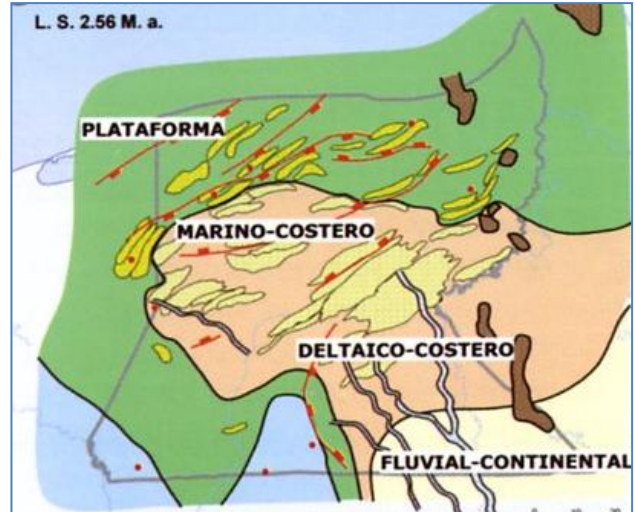 L. S. 2.56 M. a.
PLATAFORMA
MARINO-COSTERO
DELTAICO-COSTERO
FLUVIAL-CONTINENTAL